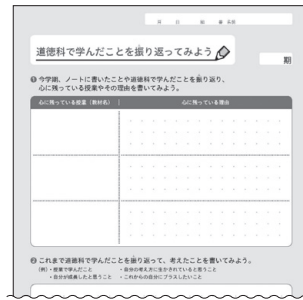 月 日 組 番 名前
道徳科で学んだことを振り返ってみよう
期
❶ 今学期、ノートに書いたことや道徳科で学んだことを振り返り、
心に残っている授業やその理由を書いてみよう。
心に残っている授業（教材名） 心に残っている理由
❷ これまで道徳科で学んだことを振り返って、考えたことを書いてみよう。
（例）・授業で学んだこと ・自分の考え方に生かされていると思うこと
・自分が成長したと思うこと ・これからの自分にプラスしたいこと